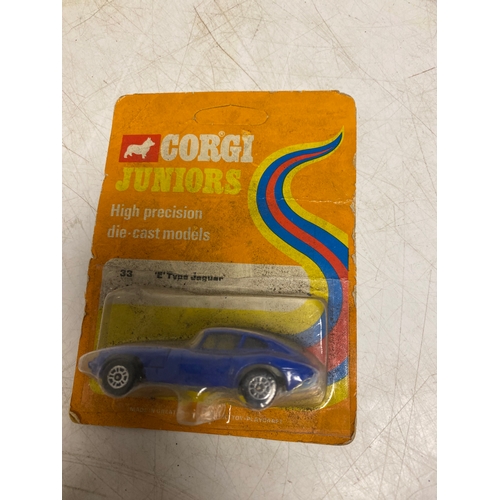 CORGI
JUNIORS
High precision
die-cast models
33 'E' Type Jaguar